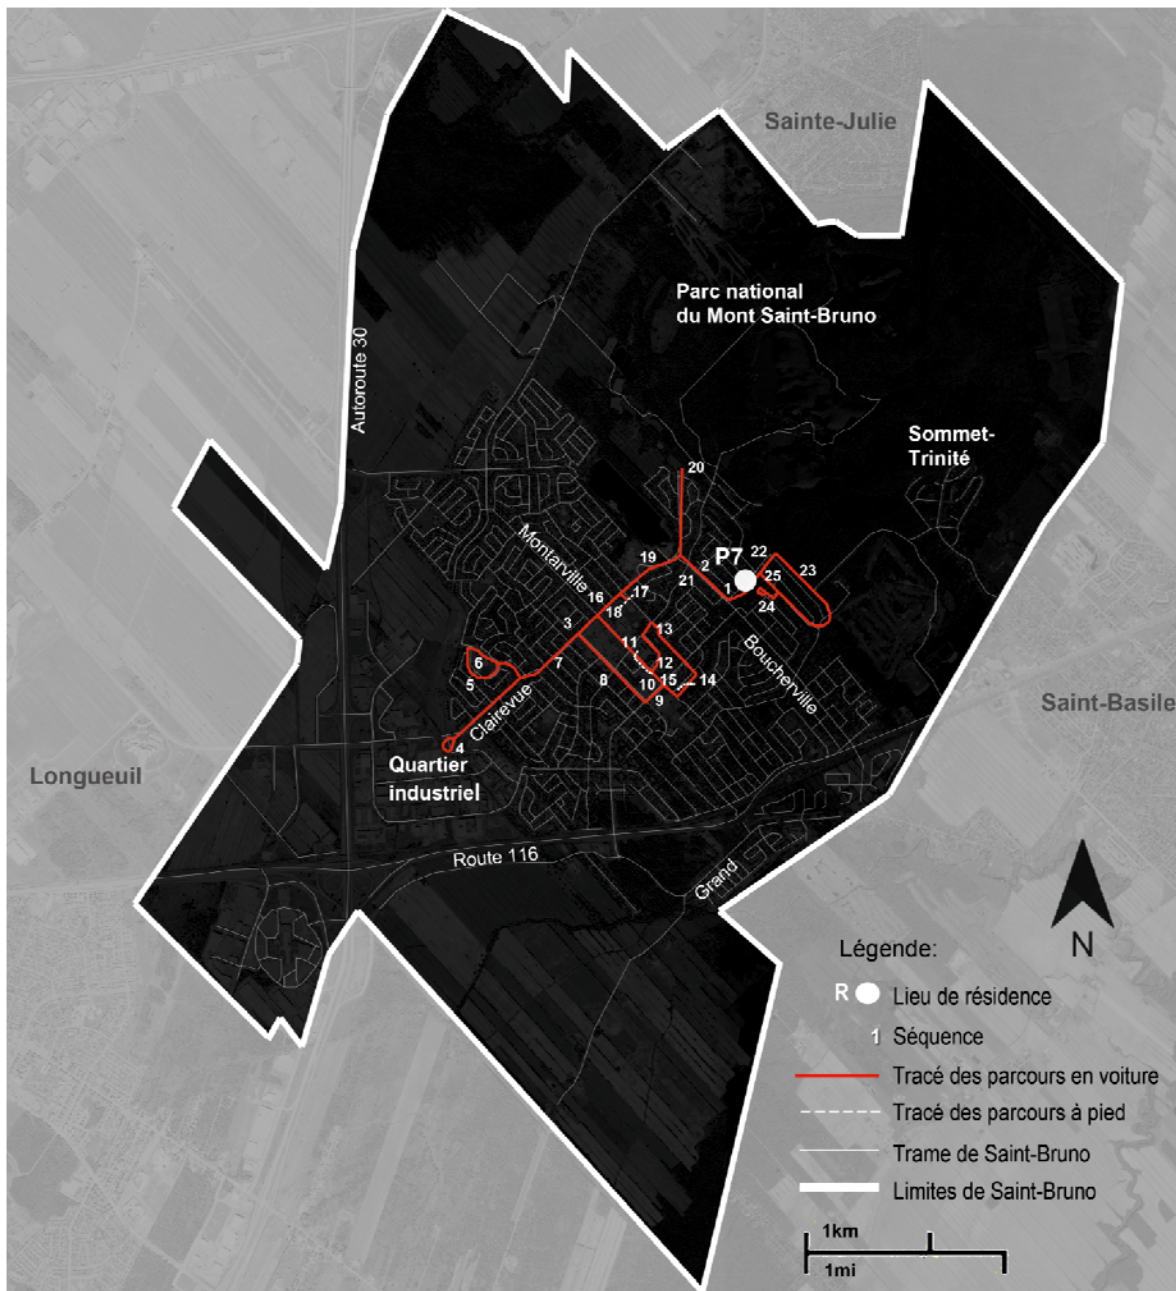 Sainte-Julie
Parc national
du Mont Saint-Bruno
Autoroute 30
Sommet-
Trinité
20
Montarville
19
2
P7
22
23
21
25
1
24
16
17
18
3
13
11
12
6
7
5
8
15
14
10
9
Boucherville
Clairevue
4
Saint-Basile
Longueuil
Quartier
industriel
Route 116
Grand
N
Légende:
R Lieu de résidence
1 Séquence
Tracé des parcours en voiture
Tracé des parcours à pied
Trame de Saint-Bruno
Limites de Saint-Bruno
1km
1mi